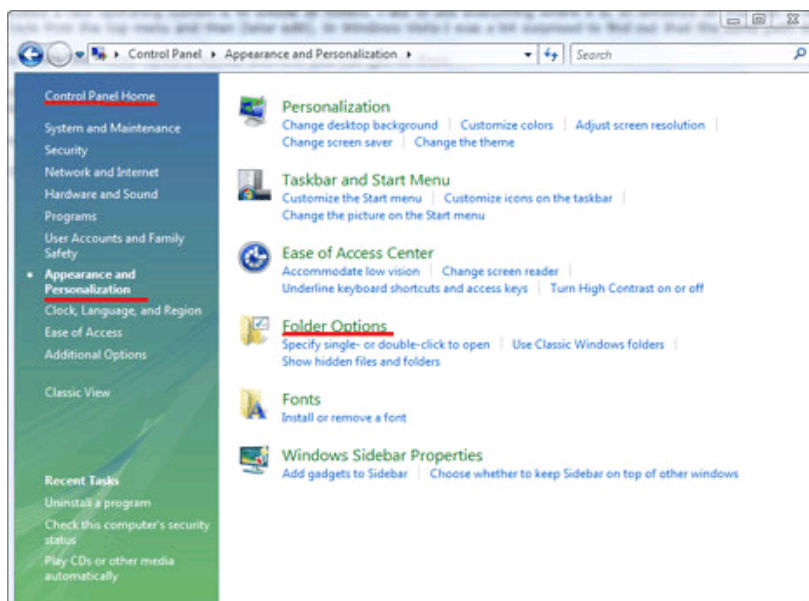 Control Panel ▸ Appearance and Personalization ▸
Search
Control Panel Home
System and Maintenance
Security
Network and Internet
Hardware and Sound
Programs
User Accounts and Family
Safety
Appearance and
Personalization
Clock, Language, and Region
Ease of Access
Additional Options
Classic View
Recent Tasks
Uninstall a program
Check this computer's security
status
Play CDs or other media
automatically
Personalization
Change desktop background | Customize colors | Adjust screen resolution |
Change screen saver | Change the theme
Taskbar and Start Menu
Customize the Start menu | Customize icons on the taskbar |
Change the picture on the Start menu
Ease of Access Center
Accommodate low vision | Change screen reader |
Underline keyboard shortcuts and access keys | Turn High Contrast on or off
Folder Options
Specify single- or double-click to open | Use Classic Windows folders |
Show hidden files and folders
Fonts
Install or remove a font
Windows Sidebar Properties
Add gadgets to Sidebar | Choose whether to keep Sidebar on top of other windows